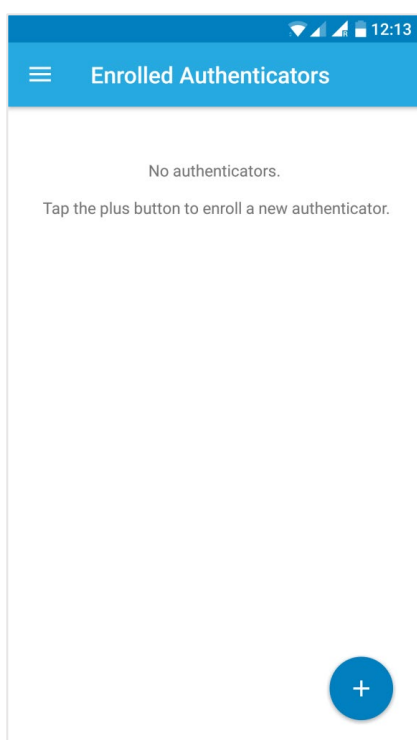 12:13
Enrolled Authenticators
No authenticators.
Tap the plus button to enroll a new authenticator.
+